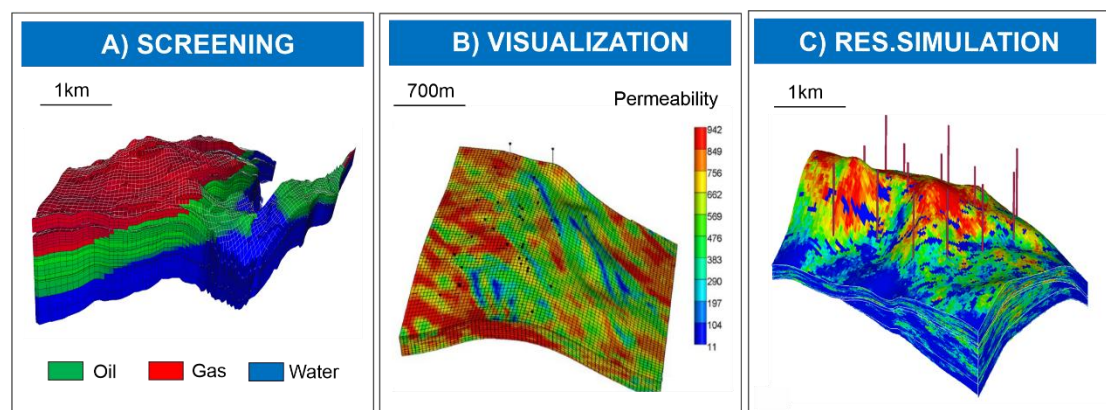 A) SCREENING
1km
Oil Gas Water
B) VISUALIZATION
700m
Permeability
942
849
756
662
569
476
383
290
197
104
11
C) RES.SIMULATION
1km